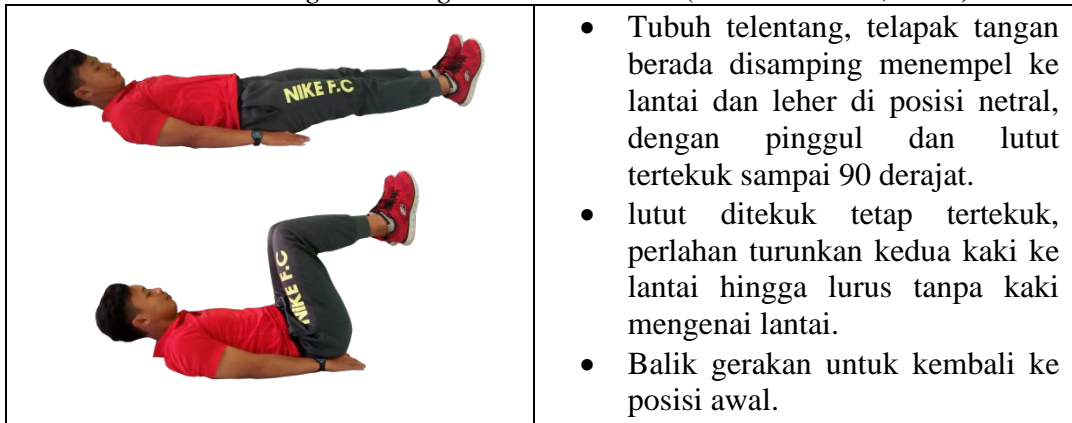 NIKE F.C
NIKE F.C
• Tubuh telentang, telapak tangan
berada disamping menempel ke
lantai dan leher di posisi netral,
dengan pinggul dan lutut
tertekuk sampai 90 derajat.
• lutut ditekuk tetap tertekuk,
perlahan turunkan kedua kaki ke
lantai hingga lurus tanpa kaki
mengenai lantai.
• Balik gerakan untuk kembali ke
posisi awal.